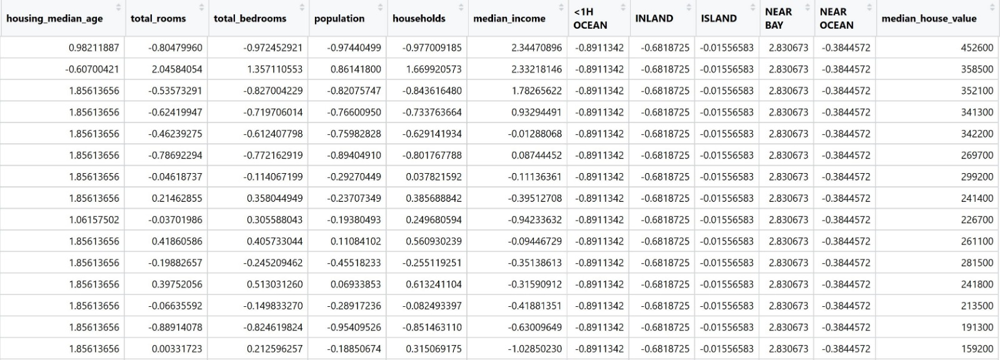 housing_median_age total_rooms total_bedrooms population households median_income <1H OCEAN INLAND ISLAND NEAR BAY NEAR OCEAN median_house_value
0.98211887 -0.80479960 -0.972452921 -0.97440499 -0.977009185 2.34470896 -0.8911342 -0.6818725 -0.01556583 2.830673 -0.3844572 452600
-0.60700421 2.04584054 1.357110553 0.86141800 1.669920573 2.33218146 -0.8911342 -0.6818725 -0.01556583 2.830673 -0.3844572 358500
1.85613656 -0.53573291 -0.827004229 -0.82075747 -0.843616480 1.78265622 -0.8911342 -0.6818725 -0.01556583 2.830673 -0.3844572 352100
1.85613656 -0.62419947 -0.719706014 -0.76600950 -0.733763664 0.93294491 -0.8911342 -0.6818725 -0.01556583 2.830673 -0.3844572 341300
1.85613656 -0.46239275 -0.612407798 -0.75982828 -0.629141934 -0.01288068 -0.8911342 -0.6818725 -0.01556583 2.830673 -0.3844572 342200
1.85613656 -0.78692294 -0.772162919 -0.89404910 -0.801767788 0.08744452 -0.8911342 -0.6818725 -0.01556583 2.830673 -0.3844572 269700
1.85613656 -0.04618737 -0.114067199 -0.29270449 0.037821592 -0.11136361 -0.8911342 -0.6818725 -0.01556583 2.830673 -0.3844572 299200
1.85613656 0.21462855 0.358044949 -0.23707349 0.385688842 -0.39512708 -0.8911342 -0.6818725 -0.01556583 2.830673 -0.3844572 241400
1.06157502 -0.03701986 0.305588043 -0.19380493 0.249680594 -0.94233632 -0.8911342 -0.6818725 -0.01556583 2.830673 -0.3844572 226700
1.85613656 0.41860586 0.405733044 0.11084102 0.560930239 -0.09446729 -0.8911342 -0.6818725 -0.01556583 2.830673 -0.3844572 261100
1.85613656 -0.19882657 -0.245209462 -0.45518233 -0.255119251 -0.35138613 -0.8911342 -0.6818725 -0.01556583 2.830673 -0.3844572 281500
1.85613656 0.39752056 0.513031260 0.06933853 0.613241104 -0.31590912 -0.8911342 -0.6818725 -0.01556583 2.830673 -0.3844572 241800
1.85613656 -0.06635592 -0.149833270 -0.28917236 -0.082493397 -0.41881351 -0.8911342 -0.6818725 -0.01556583 2.830673 -0.3844572 213500
1.85613656 -0.88914078 -0.824619824 -0.95409526 -0.851463110 -0.63009649 -0.8911342 -0.6818725 -0.01556583 2.830673 -0.3844572 191300
1.85613656 0.00331723 0.212596257 -0.18850674 0.315069175 -1.02850230 -0.8911342 -0.6818725 -0.01556583 2.830673 -0.3844572 159200